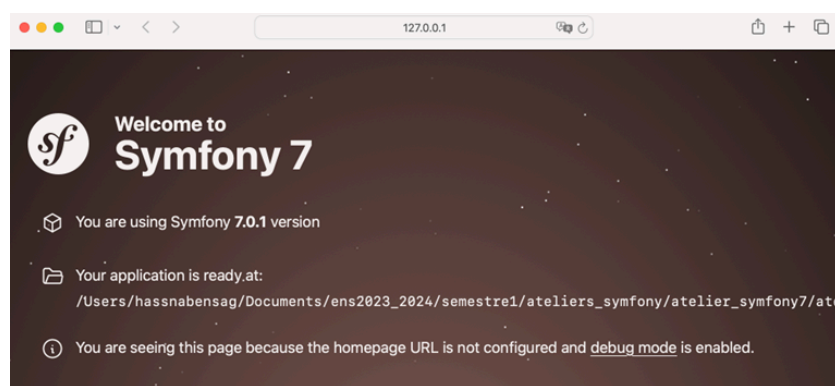 127.0.0.1
sf
Welcome to
Symfony 7
You are using Symfony 7.0.1 version
Your application is ready at:
/Users/hassnabensag/Documents/ens2023_2024/semestre1/ateliers_symfony/atelier_symfony7/at
You are seeing this page because the homepage URL is not configured and debug mode is enabled.